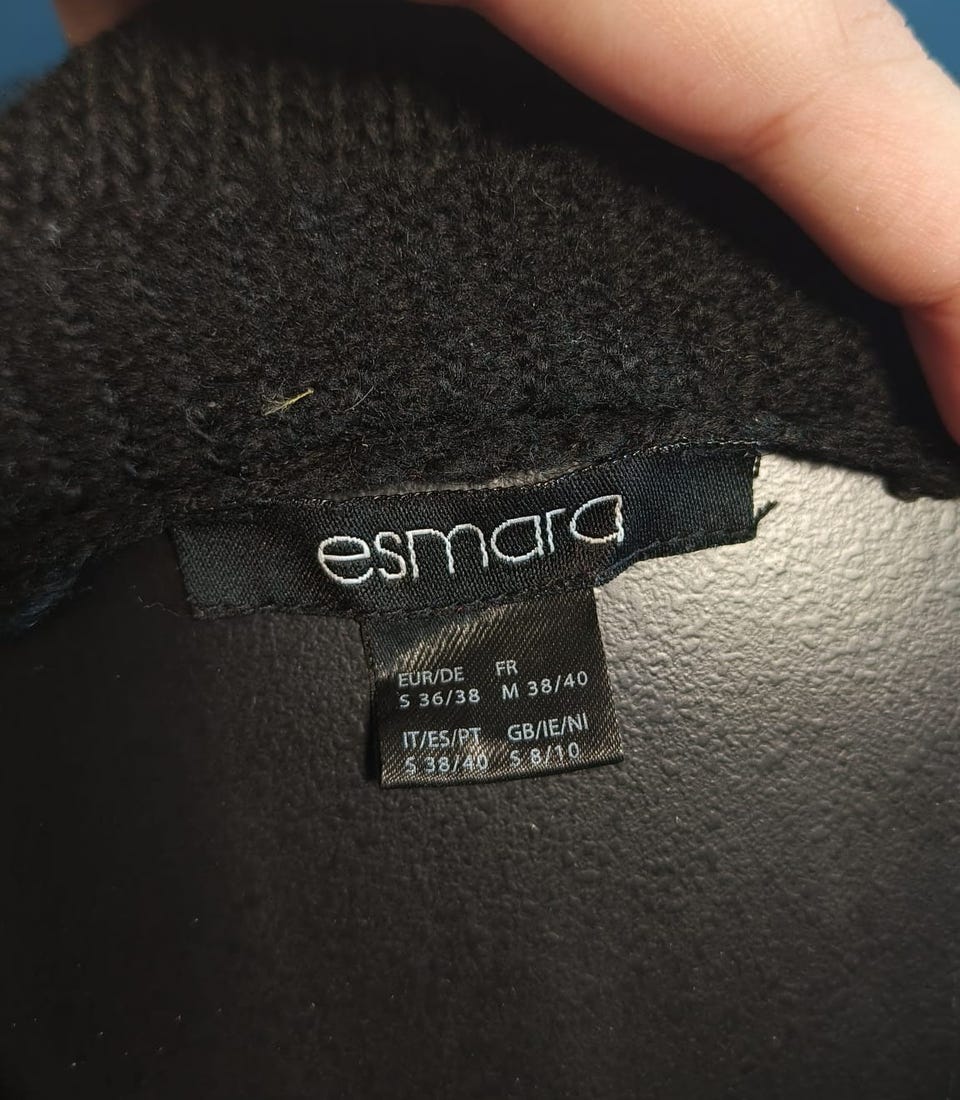 esmara
EUR/DE FR
S 36/38 M 38/40
IT/ES/PT GB/IE/NI
S 38/40 S 8/10